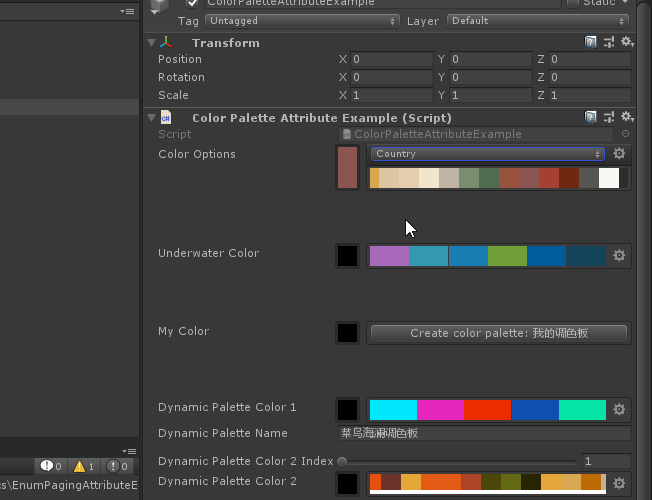 ColorPaletteAttributeExample Static
Tag Untagged Layer Default
Transform
Position X 0 Y 0 Z 0
Rotation X 0 Y 0 Z 0
Scale X 1 Y 1 Z 1
Color Palette Attribute Example (Script)
Script ColorPaletteAttributeExample
Color Options Country
Underwater Color
My Color Create color palette: 我的调色板
Dynamic Palette Color 1
Dynamic Palette Name 菜鸟海澜调色板
Dynamic Palette Color 2 Index 1
0 1 0
Dynamic Palette Color 2
cs\EnumPagingAttributeE